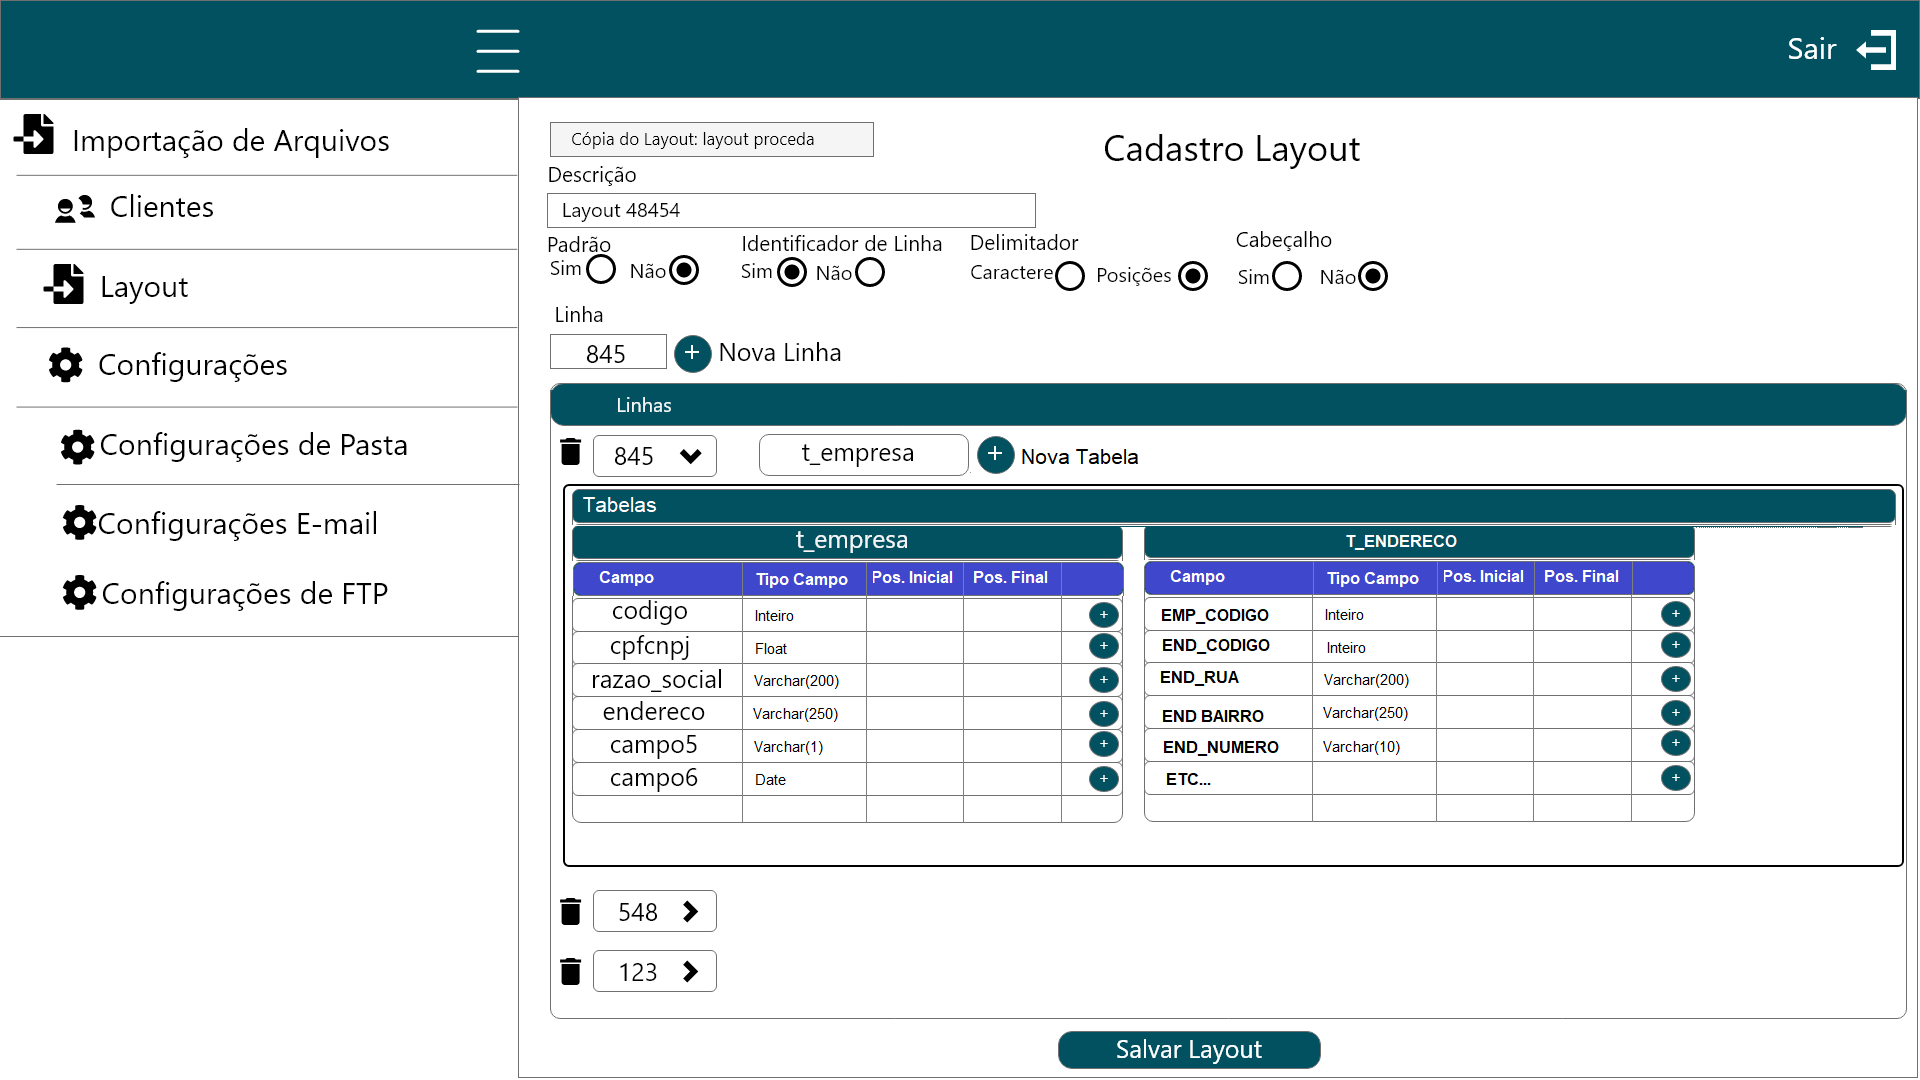 Sair
Importação de Arquivos
Clientes
Layout
Configurações
Configurações de Pasta
Configurações E-mail
Configurações de FTP
Cópia do Layout: layout proceda
Cadastro Layout
Descrição
Layout 48454
Padrão
Sim Não
Identificador de Linha
Sim Não
Delimitador
Caractere Posições
Cabeçalho
Sim Não
Linha
845 + Nova Linha
Linhas
845 t_empresa + Nova Tabela
Tabelas
t_empresa
Campo Tipo Campo Pos. Inicial Pos. Final
codigo Inteiro +
cpfcnpj Float +
razao_social Varchar(200) +
endereco Varchar(250) +
campo5 Varchar(1) +
campo6 Date +
T_ENDERECO
Campo Tipo Campo Pos. Inicial Pos. Final
EMP_CODIGO Inteiro +
END_CODIGO Inteiro +
END_RUA Varchar(200) +
END BAIRRO Varchar(250) +
END_NUMERO Varchar(10) +
ETC... +
548
123
Salvar Layout